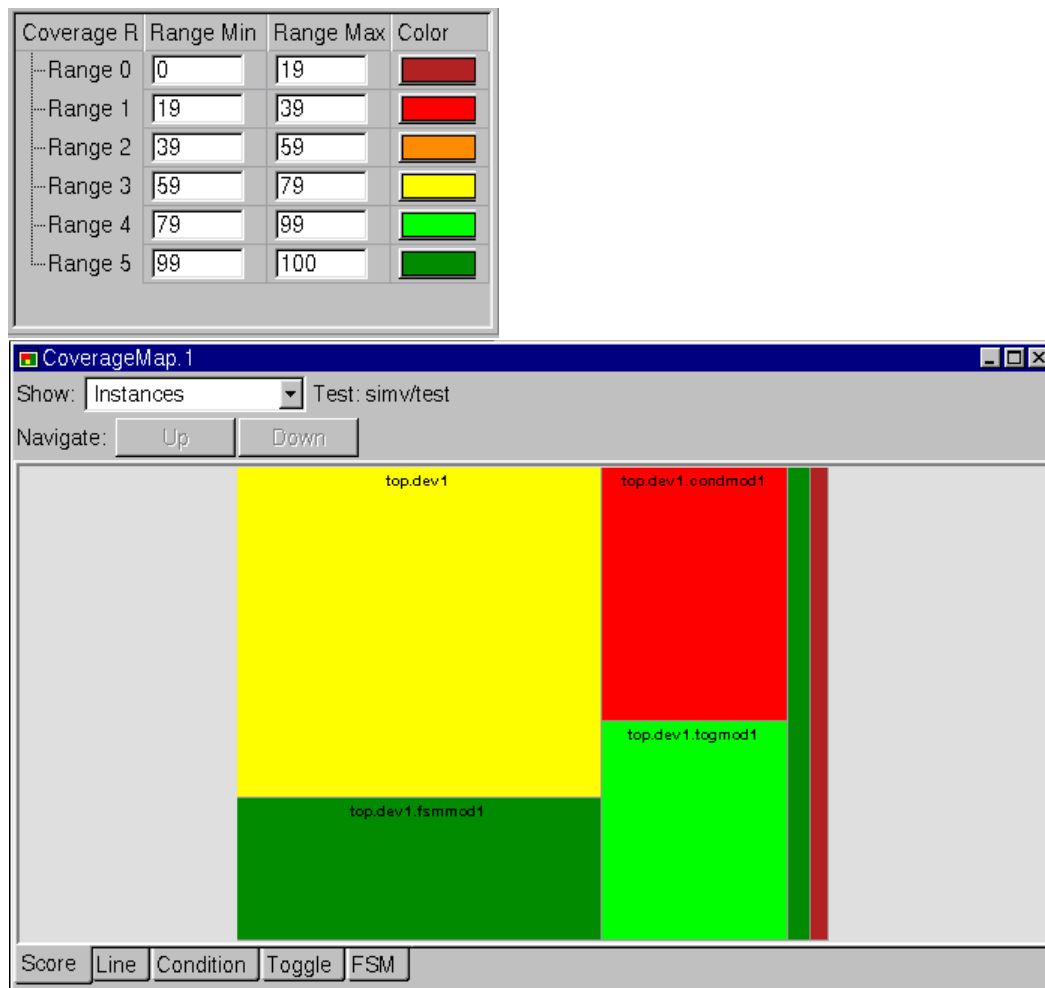 Coverage R Range Min Range Max Color
Range 0 0 19
Range 1 19 39
Range 2 39 59
Range 3 59 79
Range 4 79 99
Range 5 99 100
CoverageMap.1
Show: Instances Test: simv/test
Navigate: Up Down
top.dev1 top.dev1.condmod1
top.dev1.togmod1
top.dev1.fsmmod1
Score Line Condition Toggle FSM